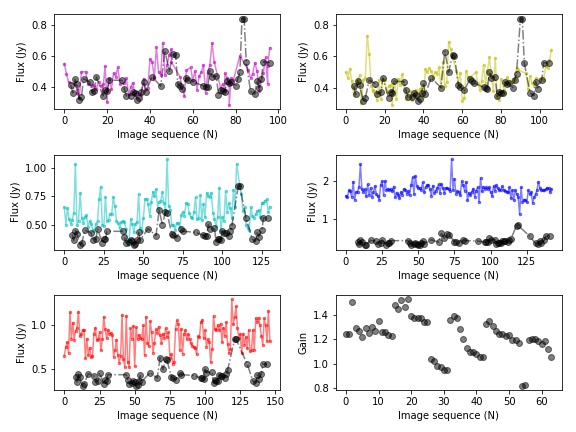 0.8
0.6
0.4
Flux (Jy)
0 20 40 60 80 100
Image sequence (N)
0.8
0.6
0.4
Flux (Jy)
0 20 40 60 80 100
Image sequence (N)
1.00
0.75
0.50
Flux (Jy)
0 25 50 75 100 125
Image sequence (N)
2
1
Flux (Jy)
0 25 50 75 100 125
Image sequence (N)
1.0
0.5
Flux (Jy)
0 25 50 75 100 125 150
Image sequence (N)
1.4
1.2
1.0
0.8
Gain
0 10 20 30 40 50 60
Image sequence (N)